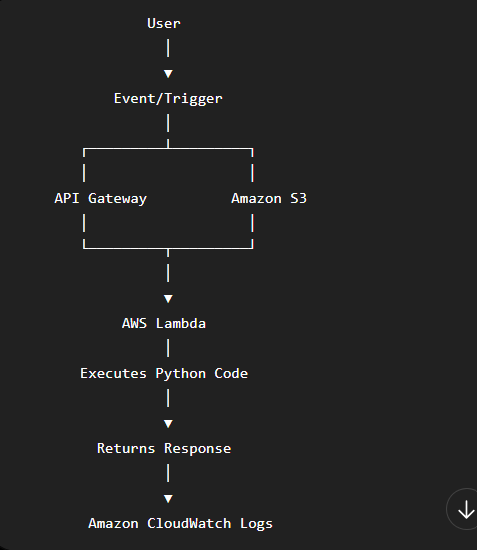 User
Event/Trigger
API Gateway Amazon S3
AWS Lambda
Executes Python Code
Returns Response
Amazon CloudWatch Logs